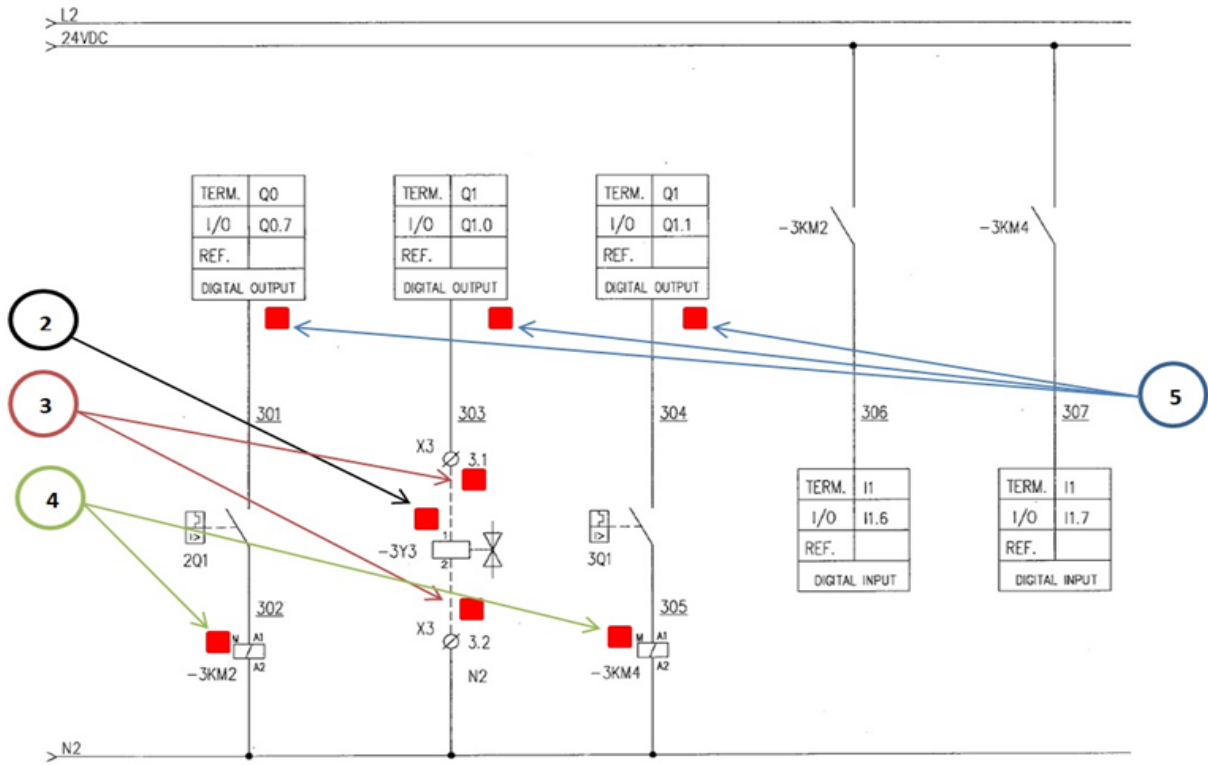 L2
24VDC
TERM. Q0
I/O Q0.7
REF.
DIGITAL OUTPUT
TERM. Q1
I/O Q1.0
REF.
DIGITAL OUTPUT
TERM. Q1
I/O Q1.1
REF.
DIGITAL OUTPUT
-3KM2
-3KM4
2
3
4
5
301
303
304
306
307
X3
3.1
TERM. I1
I/O I1.6
REF.
DIGITAL INPUT
TERM. I1
I/O I1.7
REF.
DIGITAL INPUT
I>
2Q1
1
-3Y3
2
I>
3Q1
302
305
X3
3.2
M A1
A2
-3KM2
N2
M A1
A2
-3KM4
N2